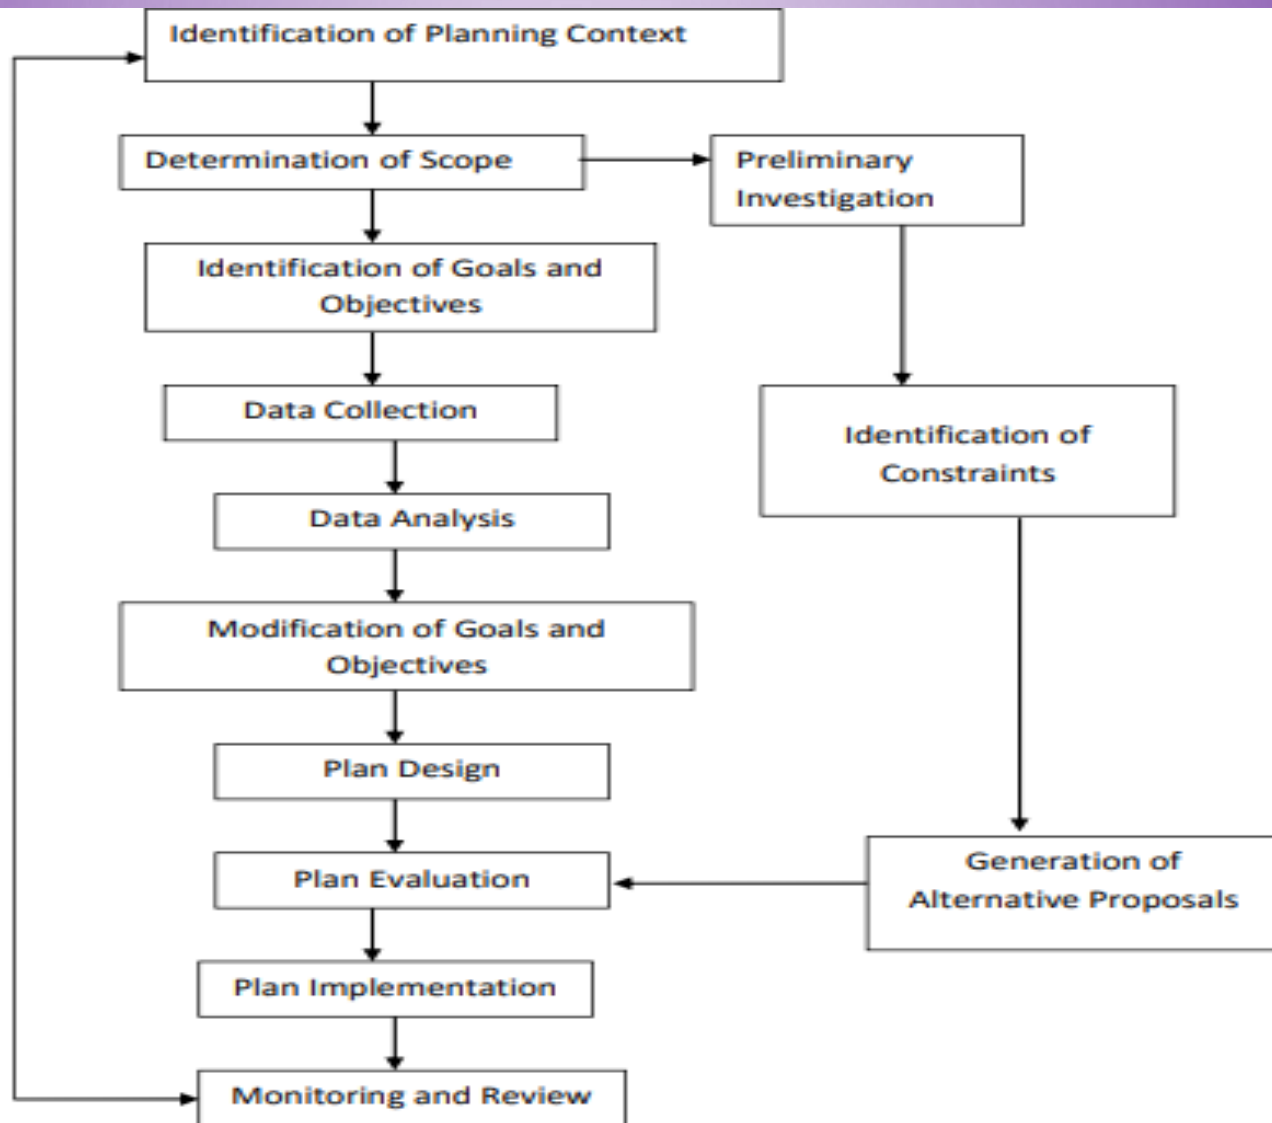 Identification of Planning Context
Determination of Scope
Preliminary
Investigation
Identification of Goals and
Objectives
Data Collection
Identification of
Constraints
Data Analysis
Modification of Goals and
Objectives
Plan Design
Plan Evaluation
Generation of
Alternative Proposals
Plan Implementation
Monitoring and Review